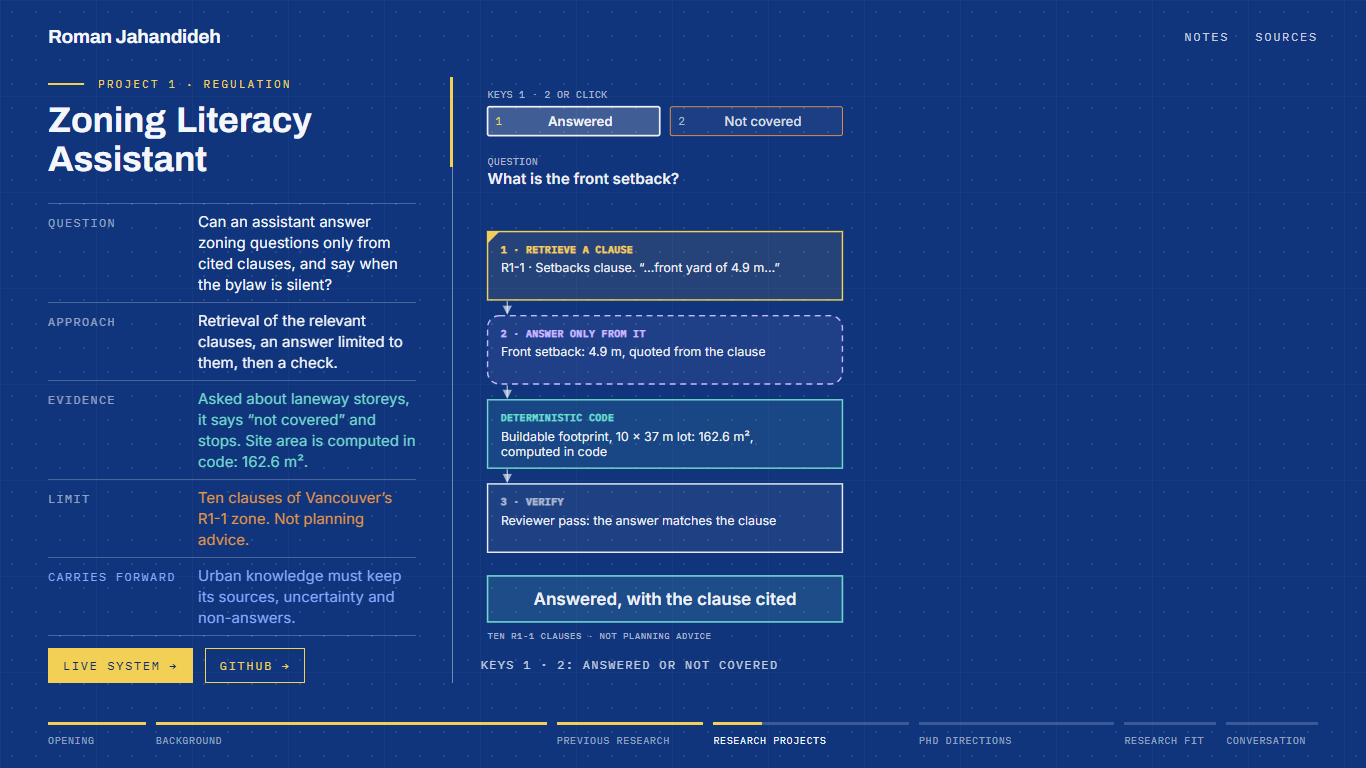 Roman Jahandideh
NOTES SOURCES
PROJECT 1 · REGULATION
Zoning Literacy
Assistant
QUESTION
Can an assistant answer
zoning questions only from
cited clauses, and say when
the bylaw is silent?
APPROACH
Retrieval of the relevant
clauses, an answer limited to
them, then a check.
EVIDENCE
Asked about laneway storeys,
it says “not covered” and
stops. Site area is computed in
code: 162.6 m².
LIMIT
Ten clauses of Vancouver’s
R1-1 zone. Not planning
advice.
CARRIES FORWARD
Urban knowledge must keep
its sources, uncertainty and
non-answers.
LIVE SYSTEM →
GITHUB →
KEYS 1 · 2 OR CLICK
1 Answered
2 Not covered
QUESTION
What is the front setback?
1 · RETRIEVE A CLAUSE
R1-1 · Setbacks clause. “…front yard of 4.9 m…”
2 · ANSWER ONLY FROM IT
Front setback: 4.9 m, quoted from the clause
DETERMINISTIC CODE
Buildable footprint, 10 × 37 m lot: 162.6 m²,
computed in code
3 · VERIFY
Reviewer pass: the answer matches the clause
Answered, with the clause cited
TEN R1-1 CLAUSES · NOT PLANNING ADVICE
KEYS 1 · 2: ANSWERED OR NOT COVERED
OPENING
BACKGROUND
PREVIOUS RESEARCH
RESEARCH PROJECTS
PHD DIRECTIONS
RESEARCH FIT
CONVERSATION